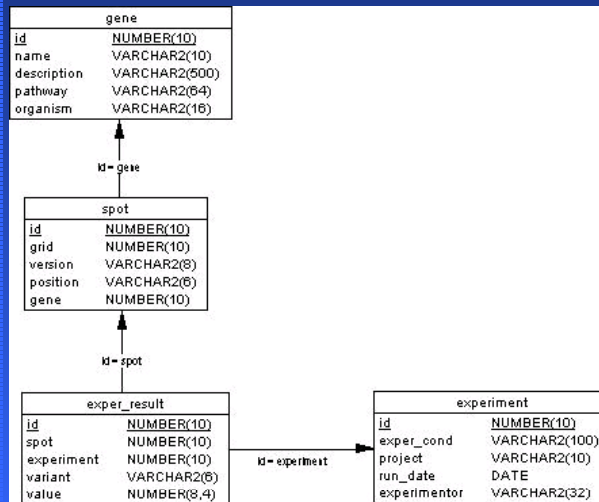 gene
id NUMBER(10)
name VARCHAR2(10)
description VARCHAR2(500)
pathway VARCHAR2(64)
organism VARCHAR2(16)
id = gene
spot
id NUMBER(10)
grid NUMBER(10)
version VARCHAR2(8)
position VARCHAR2(6)
gene NUMBER(10)
id = spot
exper_result
id NUMBER(10)
spot NUMBER(10)
experiment NUMBER(10)
variant VARCHAR2(6)
value NUMBER(8,4)
id = experiment
experiment
id NUMBER(10)
exper_cond VARCHAR2(100)
project VARCHAR2(10)
run_date DATE
experimentor VARCHAR2(32)